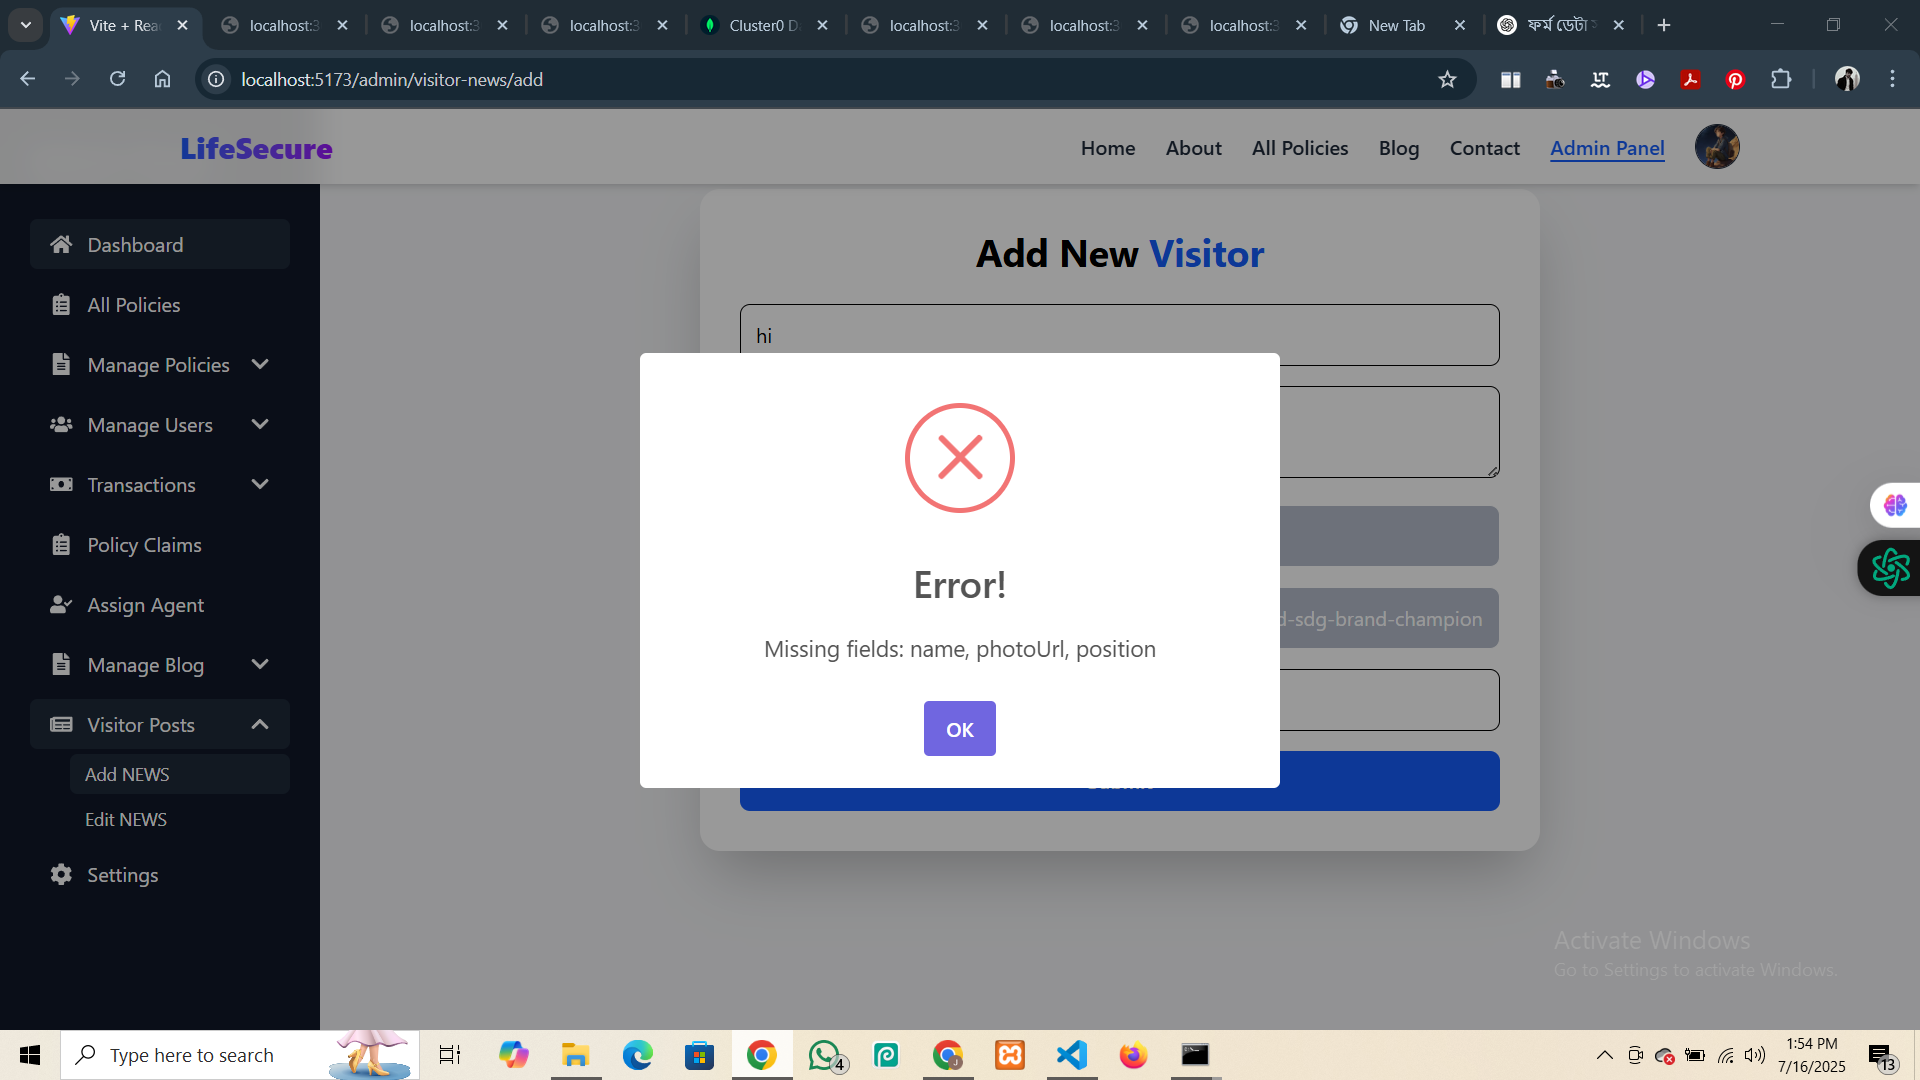 Vite + Rea
localhost:3
localhost:3
localhost:3
Cluster0 D
localhost:3
localhost:3
localhost:3
New Tab
ফর্ম ডেটা
localhost:5173/admin/visitor-news/add
LifeSecure
Home
About
All Policies
Blog
Contact
Admin Panel
Dashboard
All Policies
Manage Policies
Manage Users
Transactions
Policy Claims
Assign Agent
Manage Blog
Visitor Posts
Add NEWS
Edit NEWS
Settings
Add New Visitor
hi
d-sdg-brand-champion
Error!
Missing fields: name, photoUrl, position
OK
Activate Windows
Go to Settings to activate Windows.
Type here to search
4
1:54 PM
7/16/2025
13